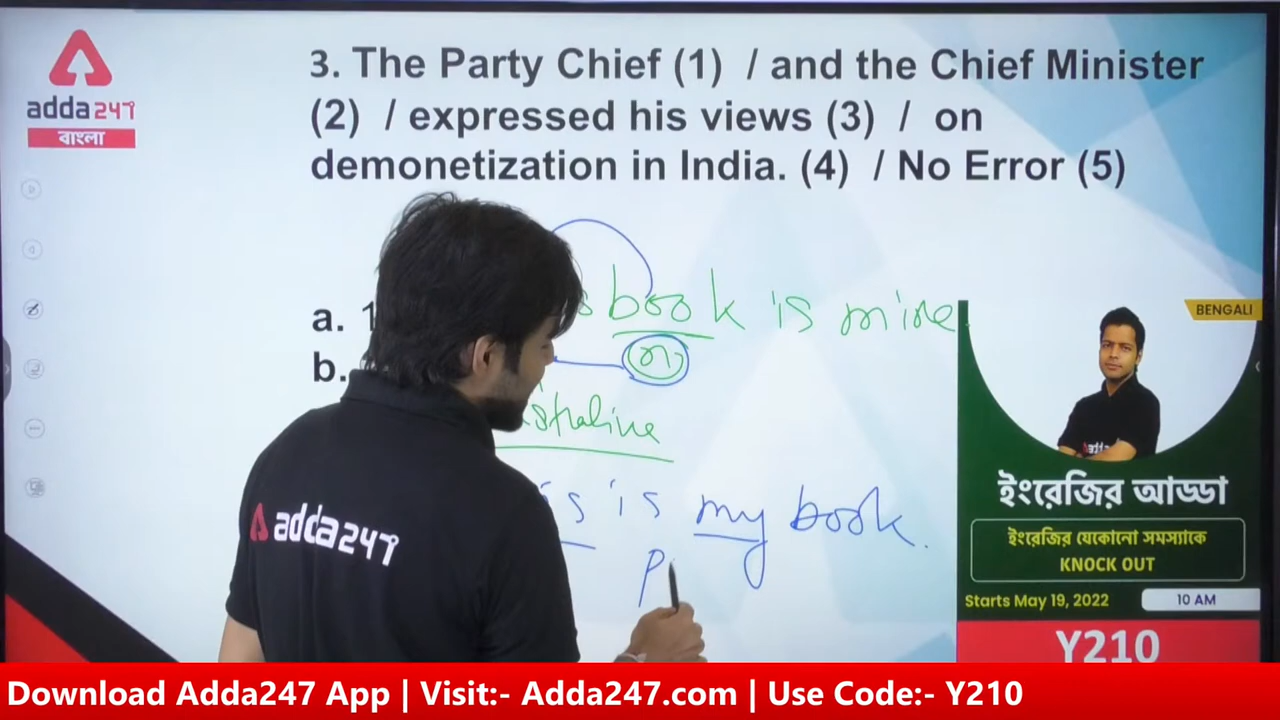 adda247
বাংলা
3. The Party Chief (1) / and the Chief Minister
(2) / expressed his views (3) / on
demonetization in India. (4) / No Error (5)
a. 1
b.
book is mine.
(n)
is my book.
P
adda247
BENGALI
ইংরেজির আড্ডা
ইংরেজির যেকোনো সমস্যাকে
KNOCK OUT
Starts May 19, 2022
10 AM
Y210
Download Adda247 App | Visit:- Adda247.com | Use Code:- Y210